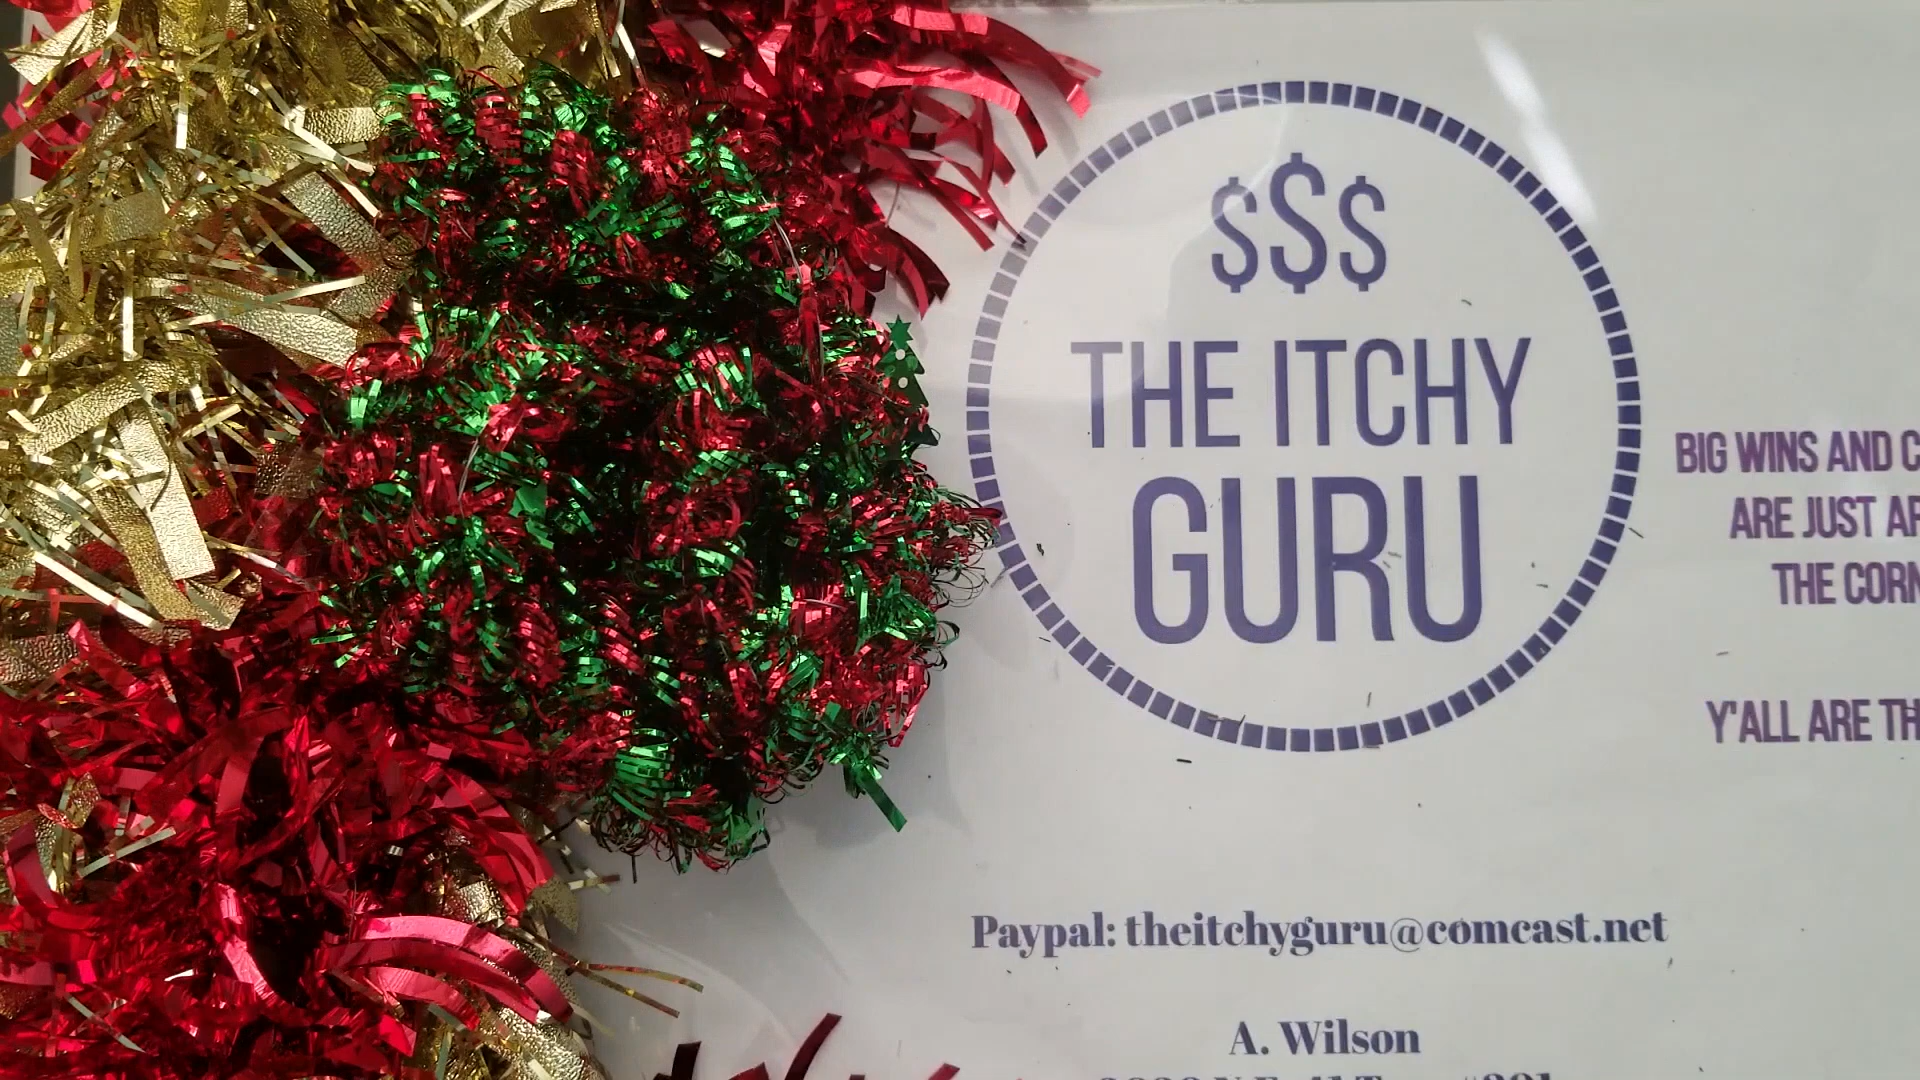 $$$
THE ITCHY
GURU
BIG WINS AND
ARE JUST
THE
Y'ALL ARE
Paypal: theitchyguru@comcast.net
A. Wilson